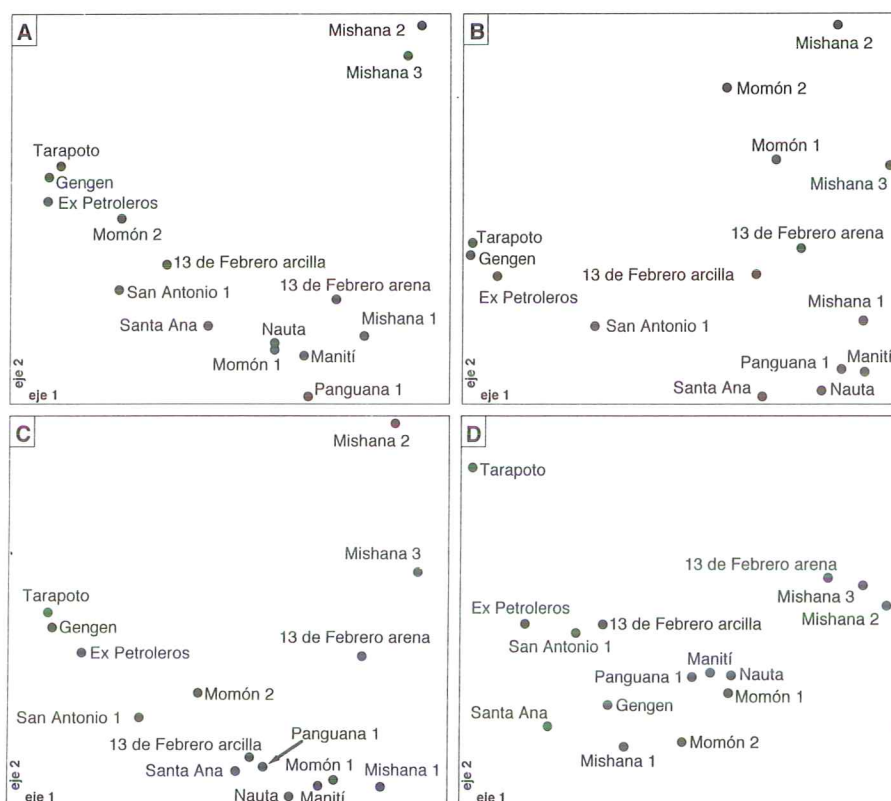 A
Mishana 2
Mishana 3
Tarapoto
Gengen
Ex Petroleros
Momón 2
13 de Febrero arcilla
San Antonio 1
13 de Febrero arena
Santa Ana
Nauta
Mishana 1
Momón 1
Manití
Panguana 1
eje 2
eje 1
B
Mishana 2
Momón 2
Momón 1
Mishana 3
13 de Febrero arena
Tarapoto
Gengen
13 de Febrero arcilla
Ex Petroleros
Mishana 1
San Antonio 1
Panguana 1
Manití
Santa Ana
Nauta
eje 2
eje 1
C
Mishana 2
Mishana 3
Tarapoto
Gengen
13 de Febrero arena
Ex Petroleros
Momón 2
San Antonio 1
Panguana 1
13 de Febrero arcilla
Santa Ana
Momón 1
Mishana 1
Nauta
Manití
eje 2
eje 1
D
Tarapoto
13 de Febrero arena
Mishana 3
Mishana 2
Ex Petroleros
13 de Febrero arcilla
San Antonio 1
Manití
Panguana 1
Nauta
Momón 1
Gengen
Santa Ana
Momón 2
Mishana 1
eje 2
eje 1